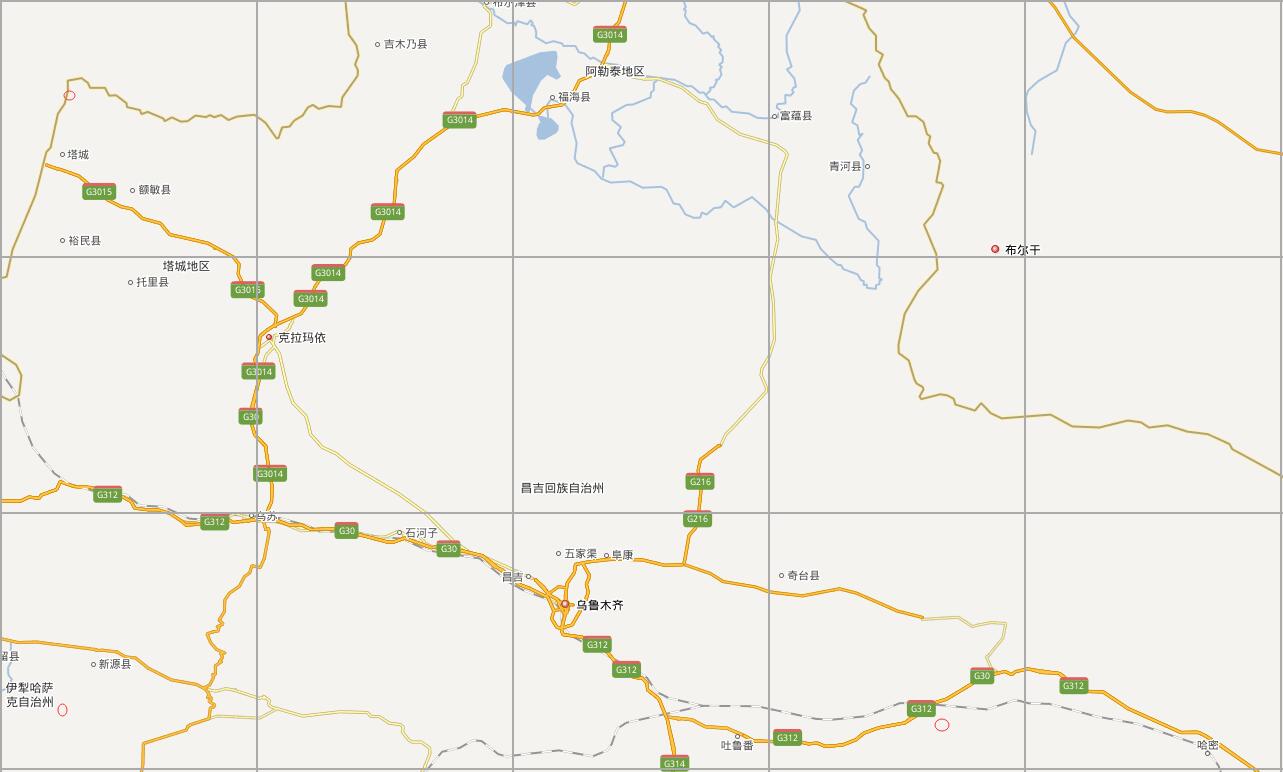 布尔津县
G3014
吉木乃县
阿勒泰地区
福海县
富蕴县
G3014
塔城
青河县
G3015
额敏县
G3014
裕民县
布尔干
塔城地区
G3014
托里县
G3015
G3014
克拉玛依
G3014
G30
G3014
G216
昌吉回族自治州
G312
乌苏
G216
G312
G30
石河子
G30
五家渠
阜康
昌吉
奇台县
乌鲁木齐
G312
留县
新源县
G312
G30
伊犁哈萨
克自治州
G312
G312
吐鲁番
G312
哈密
G314